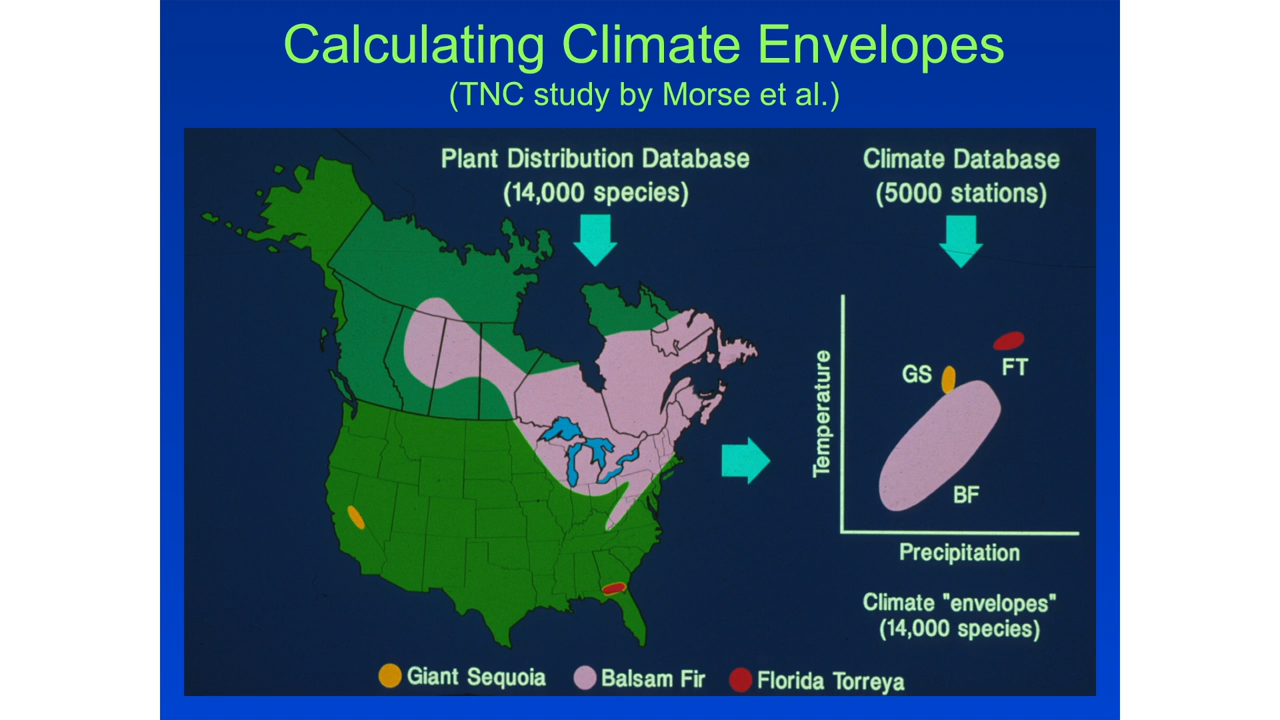 Calculating Climate Envelopes
(TNC study by Morse et al.)
Plant Distribution Database
(14,000 species)
Climate Database
(5000 stations)
Temperature
GS
FT
BF
Precipitation
Climate "envelopes"
(14,000 species)
Giant Sequoia
Balsam Fir
Florida Torreya